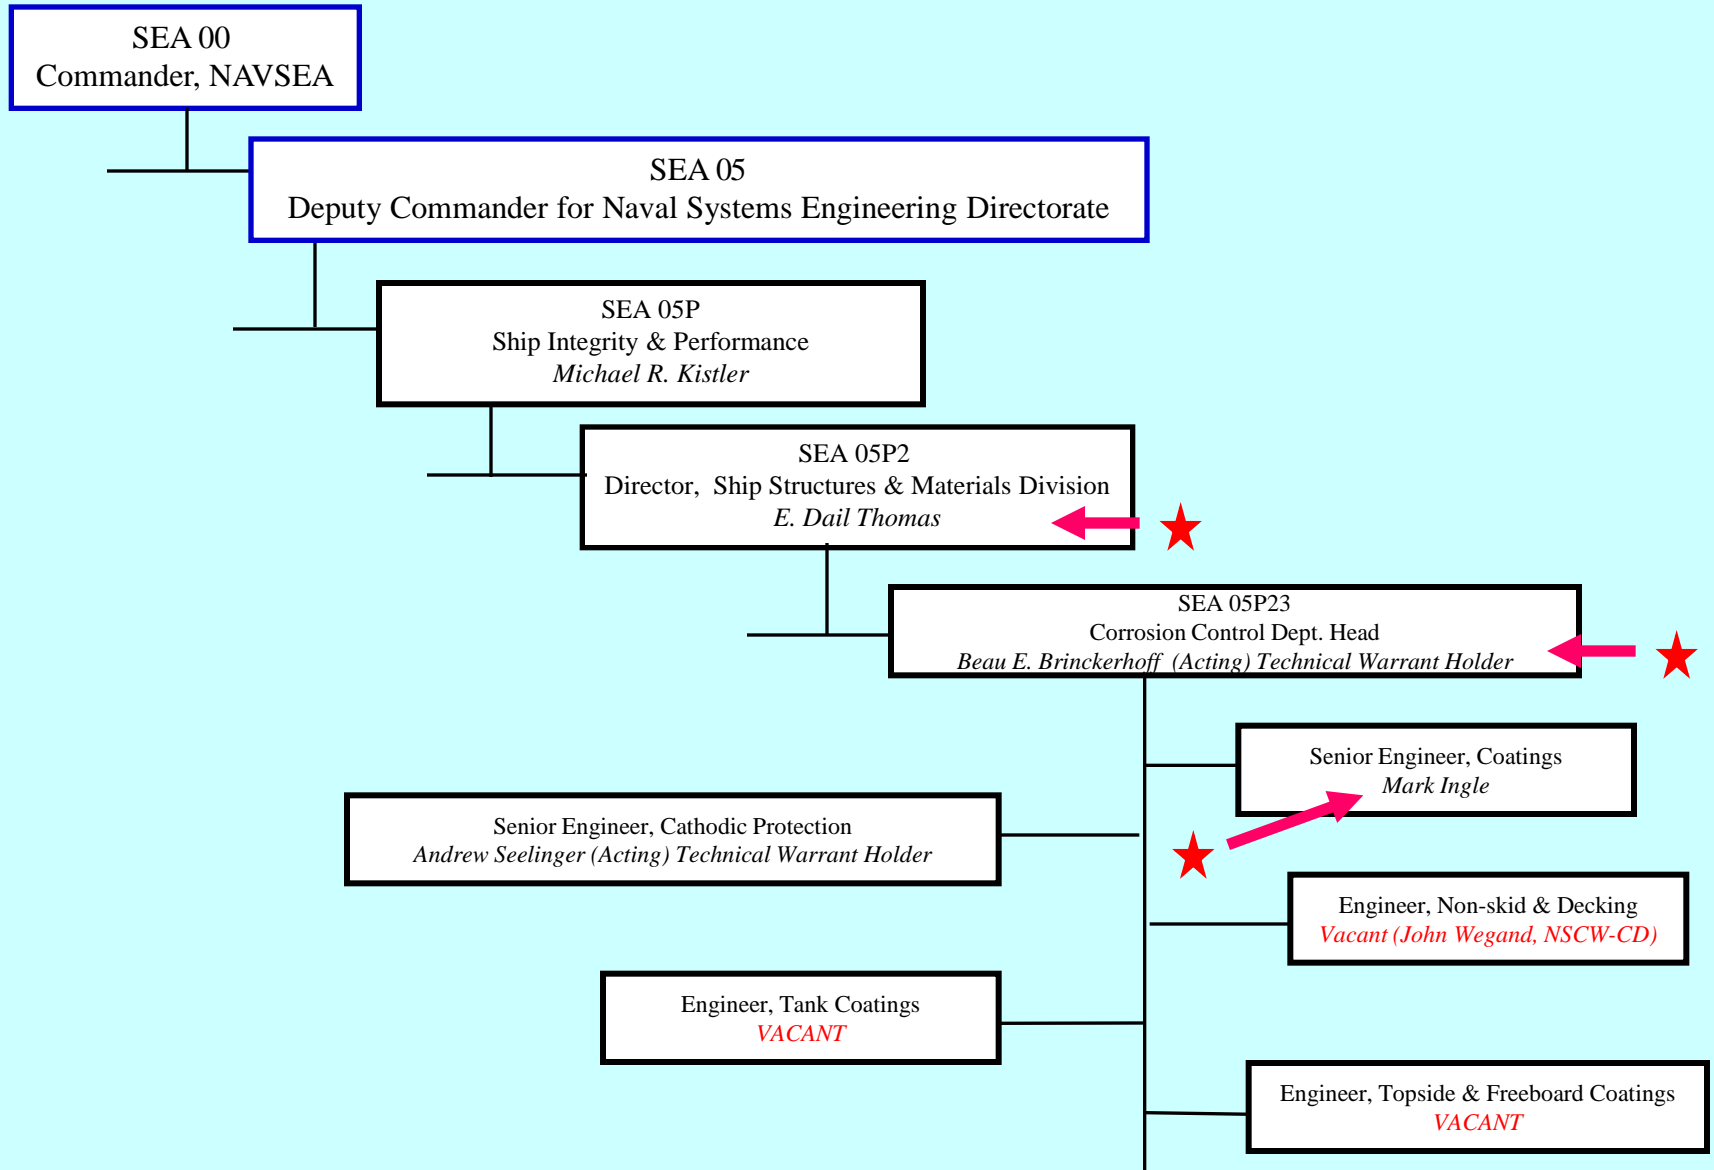 SEA 00
Commander, NAVSEA
SEA 05
Deputy Commander for Naval Systems Engineering Directorate
SEA 05P
Ship Integrity & Performance
Michael R. Kistler
SEA 05P2
Director, Ship Structures & Materials Division
E. Dail Thomas
SEA 05P23
Corrosion Control Dept. Head
Beau E. Brinckerhoff (Acting) Technical Warrant Holder
Senior Engineer, Coatings
Mark Ingle
Senior Engineer, Cathodic Protection
Andrew Seelinger (Acting) Technical Warrant Holder
Engineer, Non-skid & Decking
Vacant (John Wegand, NSCW-CD)
Engineer, Tank Coatings
VACANT
Engineer, Topside & Freeboard Coatings
VACANT